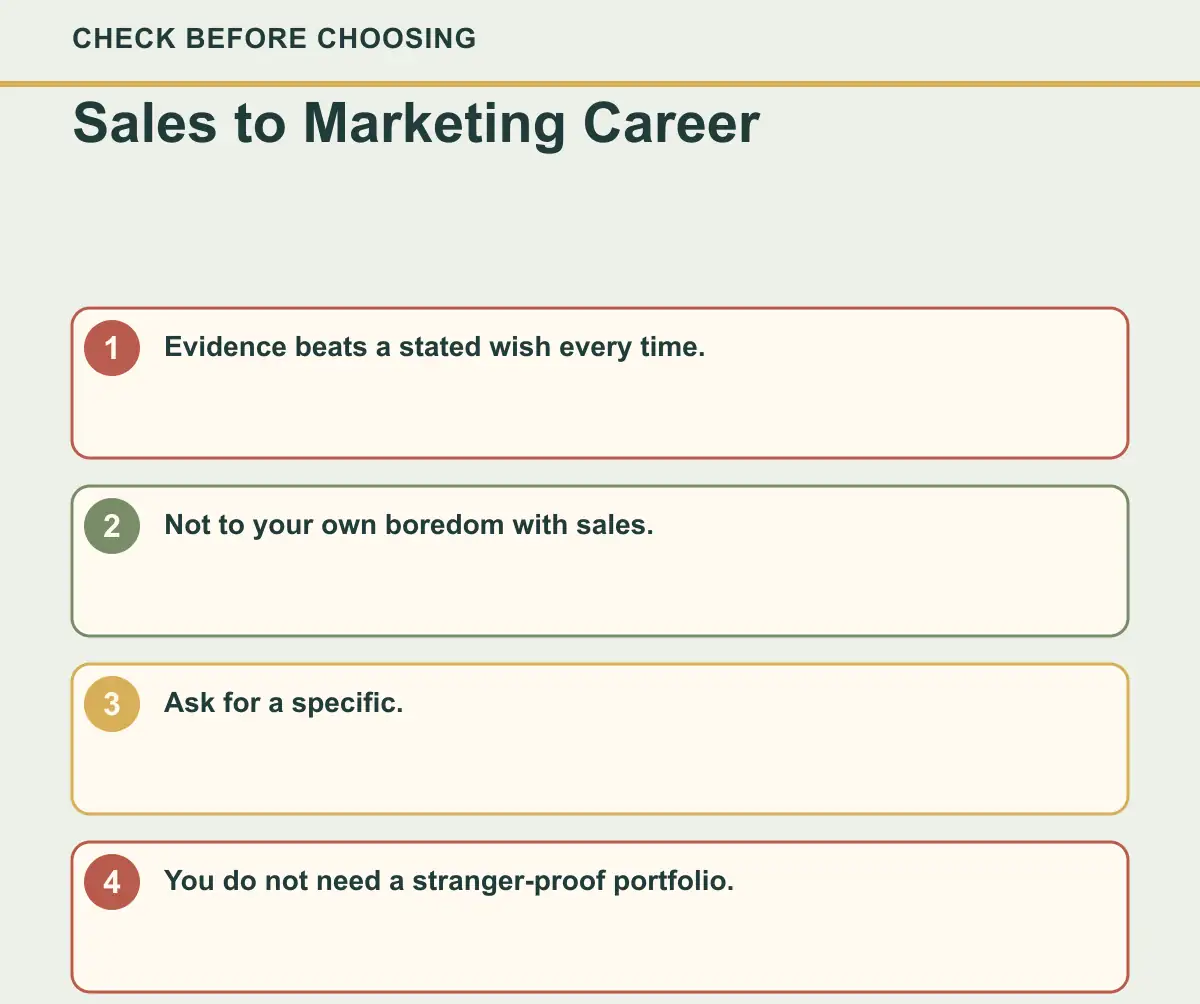 CHECK BEFORE CHOOSING
Sales to Marketing Career
1 Evidence beats a stated wish every time.
2 Not to your own boredom with sales.
3 Ask for a specific.
4 You do not need a stranger-proof portfolio.